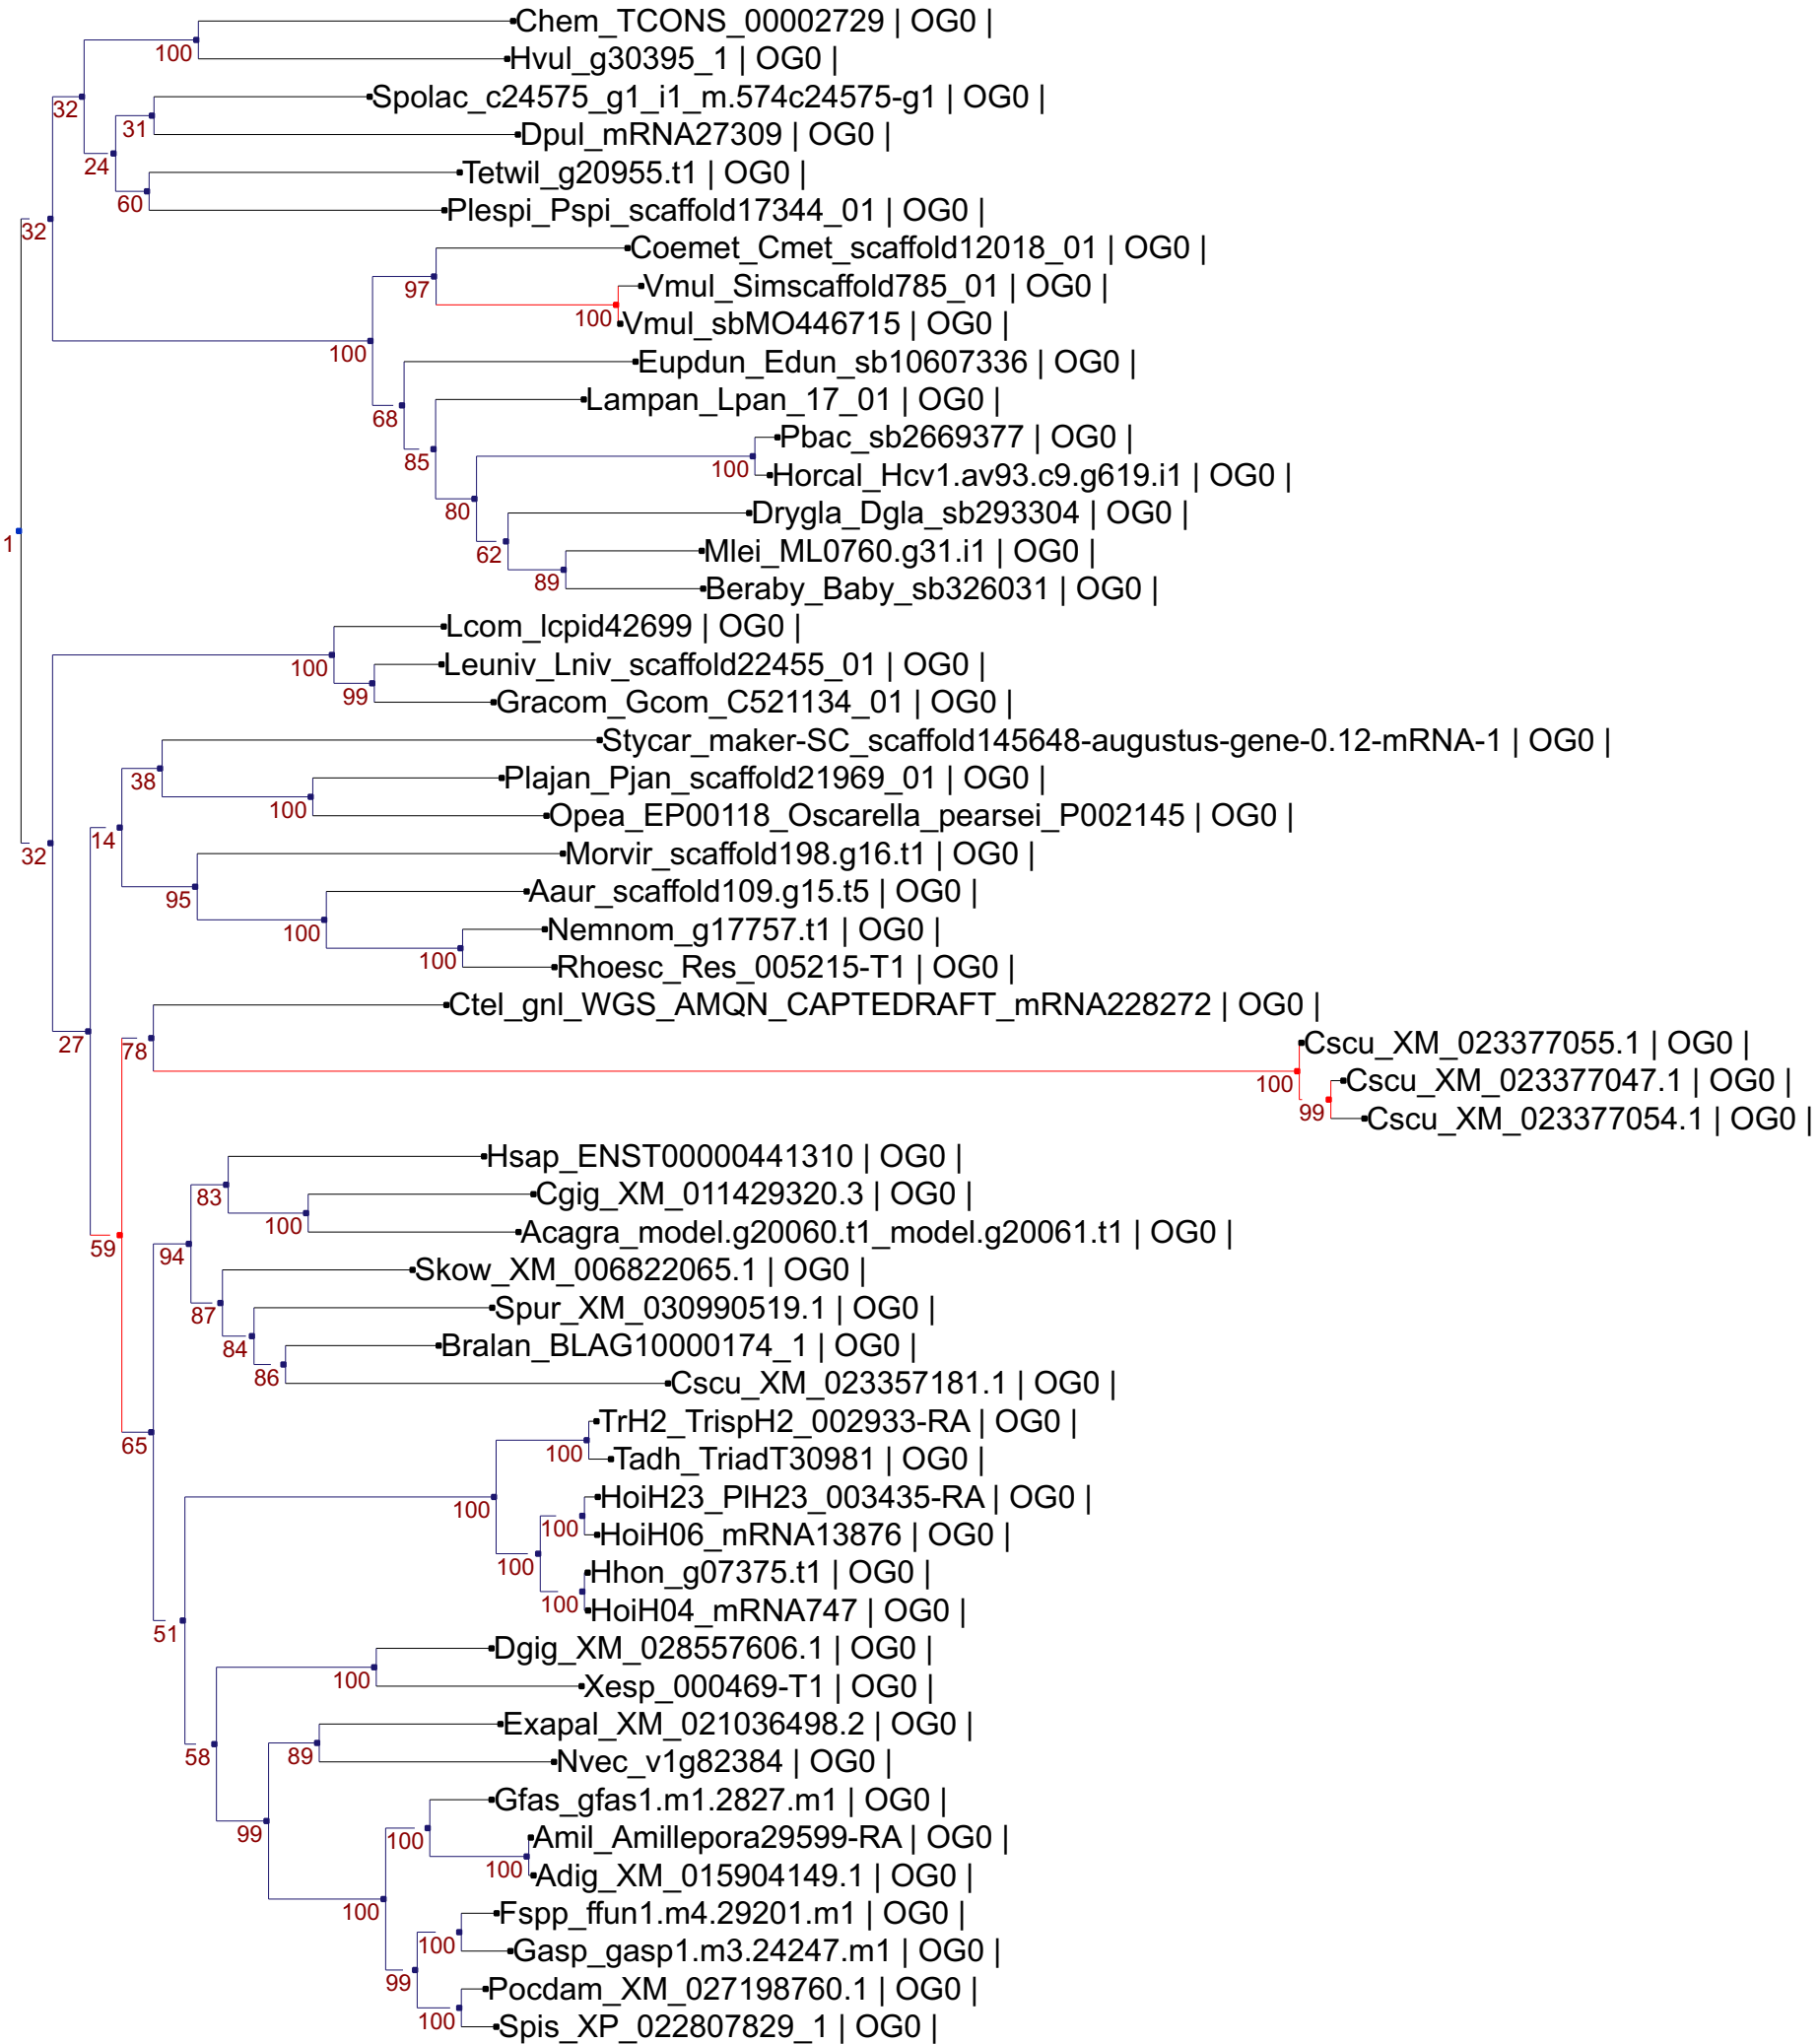 Chem_TCONS_00002729 | OG0 |
100
Hvul_g30395_1 | OG0 |
32
Spolac_c24575_g1_i1_m.574c24575-g1 | OG0 |
31
Dpul_mRNA27309 | OG0 |
24
Tetwil_g20955.t1 | OG0 |
60
Plespi_Pspi_scaffold17344_01 | OG0 |
32
Coemet_Cmet_scaffold12018_01 | OG0 |
97
Vmul_Simscaffold785_01 | OG0 |
100
Vmul_sbMO446715 | OG0 |
100
Eupdun_Edun_sb10607336 | OG0 |
68
Lampan_Lpan_17_01 | OG0 |
Pbac_sb2669377 | OG0 |
85
100
Horcal_Hcv1.av93.c9.g619.i1 | OG0 |
80
Drygla_Dgla_sb293304 | OG0 |
1
62
Mlei_ML0760.g31.i1 | OG0 |
89
Beraby_Baby_sb326031 | OG0 |
Lcom_lcpid42699 | OG0 |
100
Leuniv_Lniv_scaffold22455_01 | OG0 |
99
Gracom_Gcom_C521134_01 | OG0 |
Stycar_maker-SC_scaffold145648-augustus-gene-0.12-mRNA-1 | OG0 |
38
Plajan_Pjan_scaffold21969_01 | OG0 |
100
Opea_EP00118_Oscarella_pearsei_P002145 | OG0 |
14
32
Morvir_scaffold198.g16.t1 | OG0 |
95
Aaur_scaffold109.g15.t5 | OG0 |
100
Nemnom_g17757.t1 | OG0 |
100
Rhoesc_Res_005215-T1 | OG0 |
Ctel_gnl_WGS_AMQN_CAPTEDRAFT_mRNA228272 | OG0 |
27
78
Cscu_XM_023377055.1 | OG0 |
100
Cscu_XM_023377047.1 | OG0 |
99
Cscu_XM_023377054.1 | OG0 |
Hsap_ENST00000441310 | OG0 |
83
Cgig_XM_011429320.3 | OG0 |
100
Acagra_model.g20060.t1_model.g20061.t1 | OG0 |
59
94
Skow_XM_006822065.1 | OG0 |
87
Spur_XM_030990519.1 | OG0 |
84
Bralan_BLAG10000174_1 | OG0 |
86
Cscu_XM_023357181.1 | OG0 |
TrH2_TrispH2_002933-RA | OG0 |
65
100
Tadh_TriadT30981 | OG0 |
HoiH23_PlH23_003435-RA | OG0 |
100
100
HoiH06_mRNA13876 | OG0 |
100
Hhon_g07375.t1 | OG0 |
100
HoiH04_mRNA747 | OG0 |
51
Dgig_XM_028557606.1 | OG0 |
100
Xesp_000469-T1 | OG0 |
Exapal_XM_021036498.2 | OG0 |
58
89
Nvec_v1g82384 | OG0 |
Gfas_gfas1.m1.2827.m1 | OG0 |
99
100
Amil_Amillepora29599-RA | OG0 |
100
Adig_XM_015904149.1 | OG0 |
100
Fspp_ffun1.m4.29201.m1 | OG0 |
100
Gasp_gasp1.m3.24247.m1 | OG0 |
99
Pocdam_XM_027198760.1 | OG0 |
100
Spis_XP_022807829_1 | OG0 |